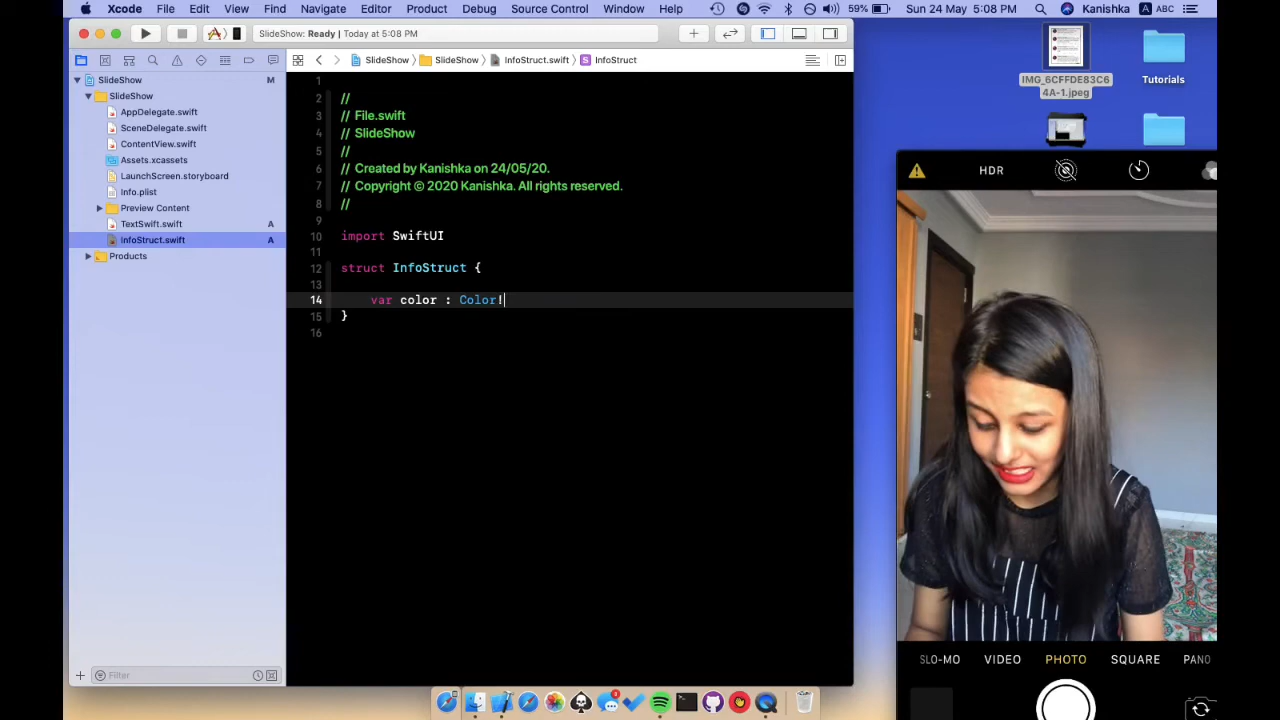 Xcode File Edit View Find Navigate Editor Product Debug Source Control Window Help 59% Sun 24 May 5:08 PM Kanishka A ABC
SlideShow: Ready | Today at 5:08 PM
SlideShow
M
SlideShow
AppDelegate.swift
SceneDelegate.swift
ContentView.swift
Assets.xcassets
LaunchScreen.storyboard
Info.plist
Preview Content
TextSwift.swift
A
InfoStruct.swift
A
Products
Filter
S InfoStruct
1
2 //
3 // File.swift
4 // SlideShow
5 //
6 // Created by Kanishka on 24/05/20.
7 // Copyright © 2020 Kanishka. All rights reserved.
8 //
9
10 import SwiftUI
11
12 struct InfoStruct {
13
14 var color : Color!
15 }
16
IMG_6CFFDE83C6
4A-1.jpeg
Tutorials
HDR
SLO-MO VIDEO PHOTO SQUARE PANO